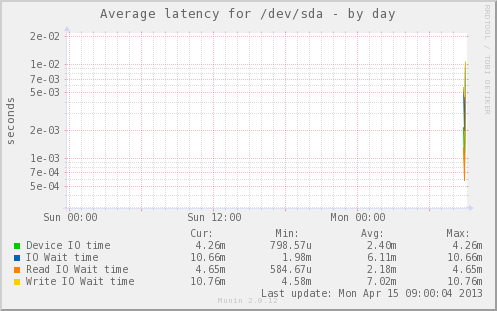 Average latency for /dev/sda - by day
RRDTOOL / TOBI OETIKER
seconds
2e-02
1e-02
7e-03
5e-03
2e-03
1e-03
7e-04
5e-04
Sun 00:00 Sun 12:00 Mon 00:00
Cur: Min: Avg: Max:
Device IO time 4.26m 798.57u 2.40m 4.26m
IO Wait time 10.66m 1.98m 6.11m 10.66m
Read IO Wait time 4.65m 584.67u 2.18m 4.65m
Write IO Wait time 10.76m 4.58m 7.02m 10.76m
Last update: Mon Apr 15 09:00:04 2013
Munin 2.0.12